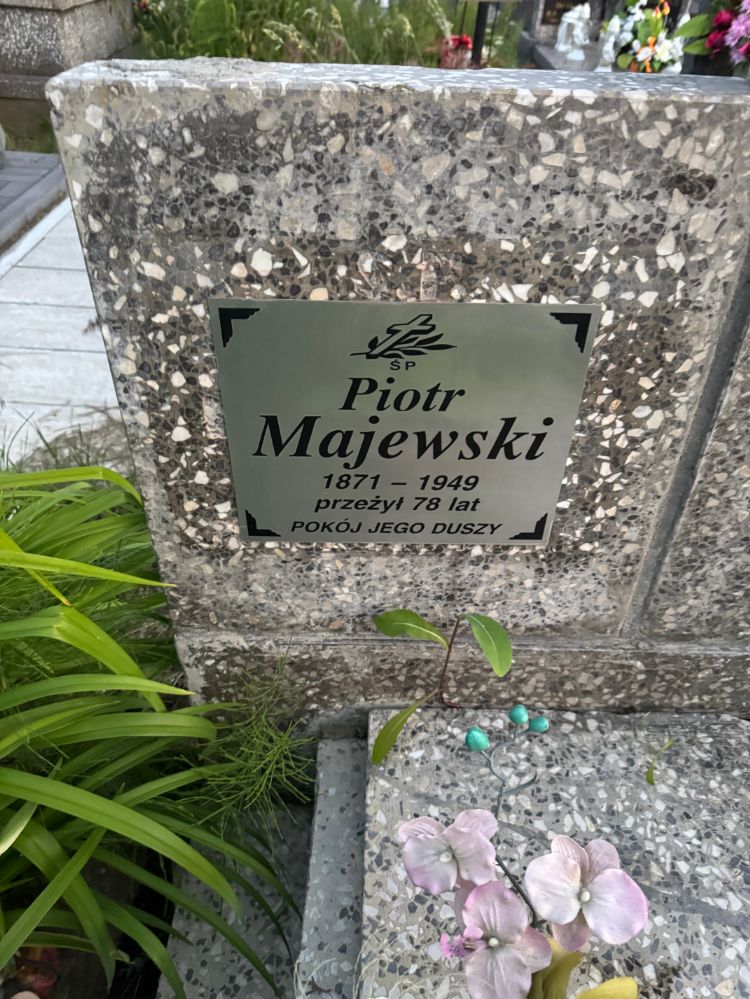 ŚP
Piotr
Majewski
1871 – 1949
przeżył 78 lat
POKÓJ JEGO DUSZY